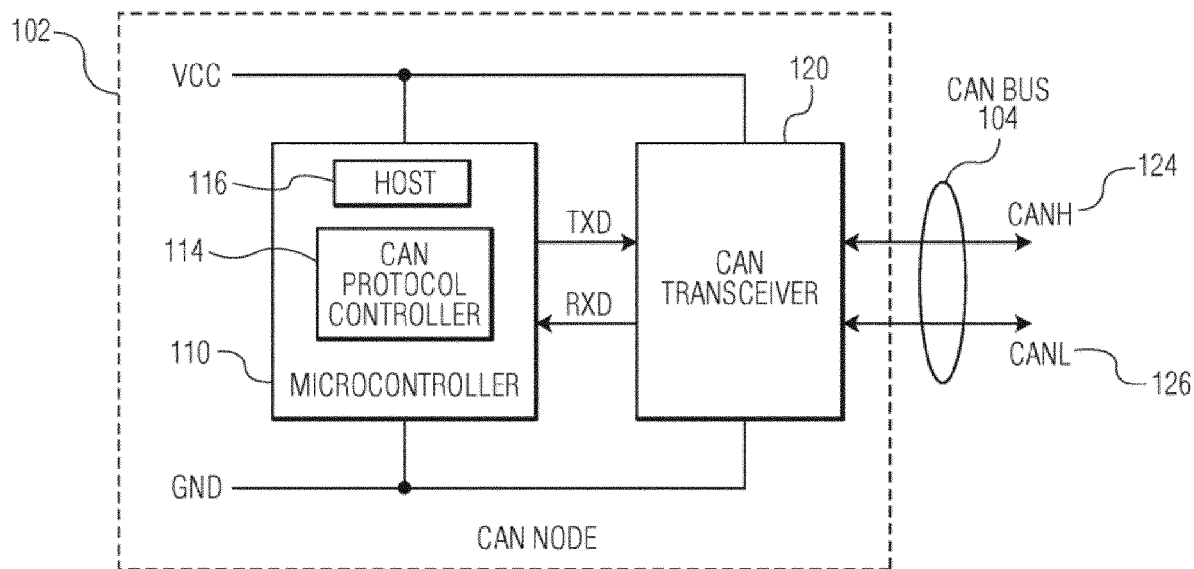 102
VCC
120
CAN BUS
104
124
116
HOST
CANH
TXD
114
CAN
PROTOCOL
CONTROLLER
CAN
TRANSCEIVER
RXD
110
MICROCONTROLLER
CANL
126
GND
CAN NODE